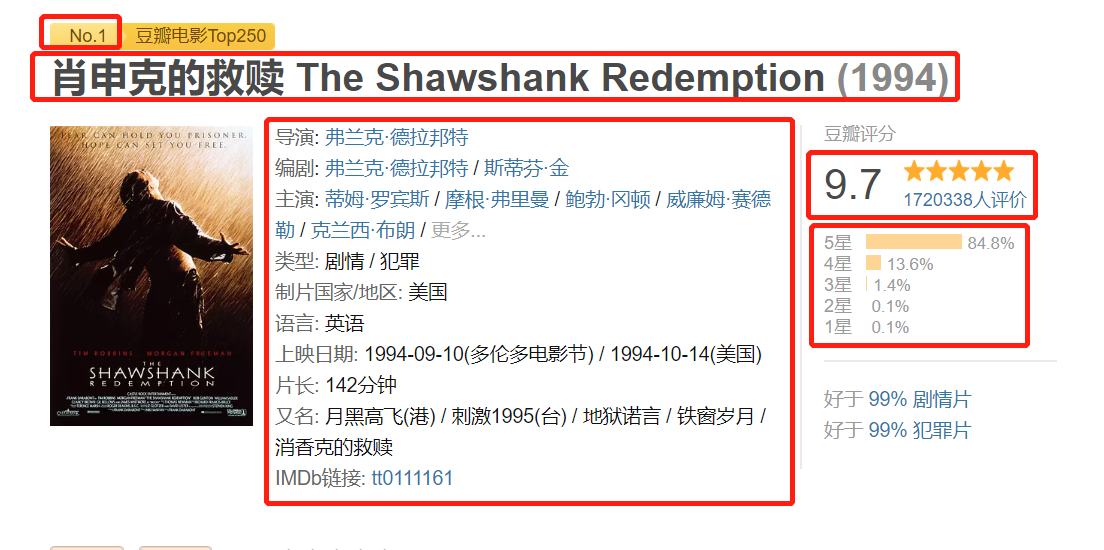 No.1 豆瓣电影Top250
肖申克的救赎 The Shawshank Redemption (1994)
FEAR CAN HOLD YOU PRISONER.
HOPE CAN SET YOU FREE.
TIM ROBBINS MORGAN FREEMAN
THE
SHAWSHANK
REDEMPTION
导演: 弗兰克·德拉邦特
编剧: 弗兰克·德拉邦特 / 斯蒂芬·金
主演: 蒂姆·罗宾斯 / 摩根·弗里曼 / 鲍勃·冈顿 / 威廉姆·赛德
勒 / 克兰西·布朗 / 更多...
类型: 剧情 / 犯罪
制片国家/地区: 美国
语言: 英语
上映日期: 1994-09-10(多伦多电影节) / 1994-10-14(美国)
片长: 142分钟
又名: 月黑高飞(港) / 刺激1995(台) / 地狱诺言 / 铁窗岁月 /
消香克的救赎
IMDb链接: tt0111161
豆瓣评分
9.7
1720338人评价
5星 84.8%
4星 13.6%
3星 1.4%
2星 0.1%
1星 0.1%
好于 99% 剧情片
好于 99% 犯罪片